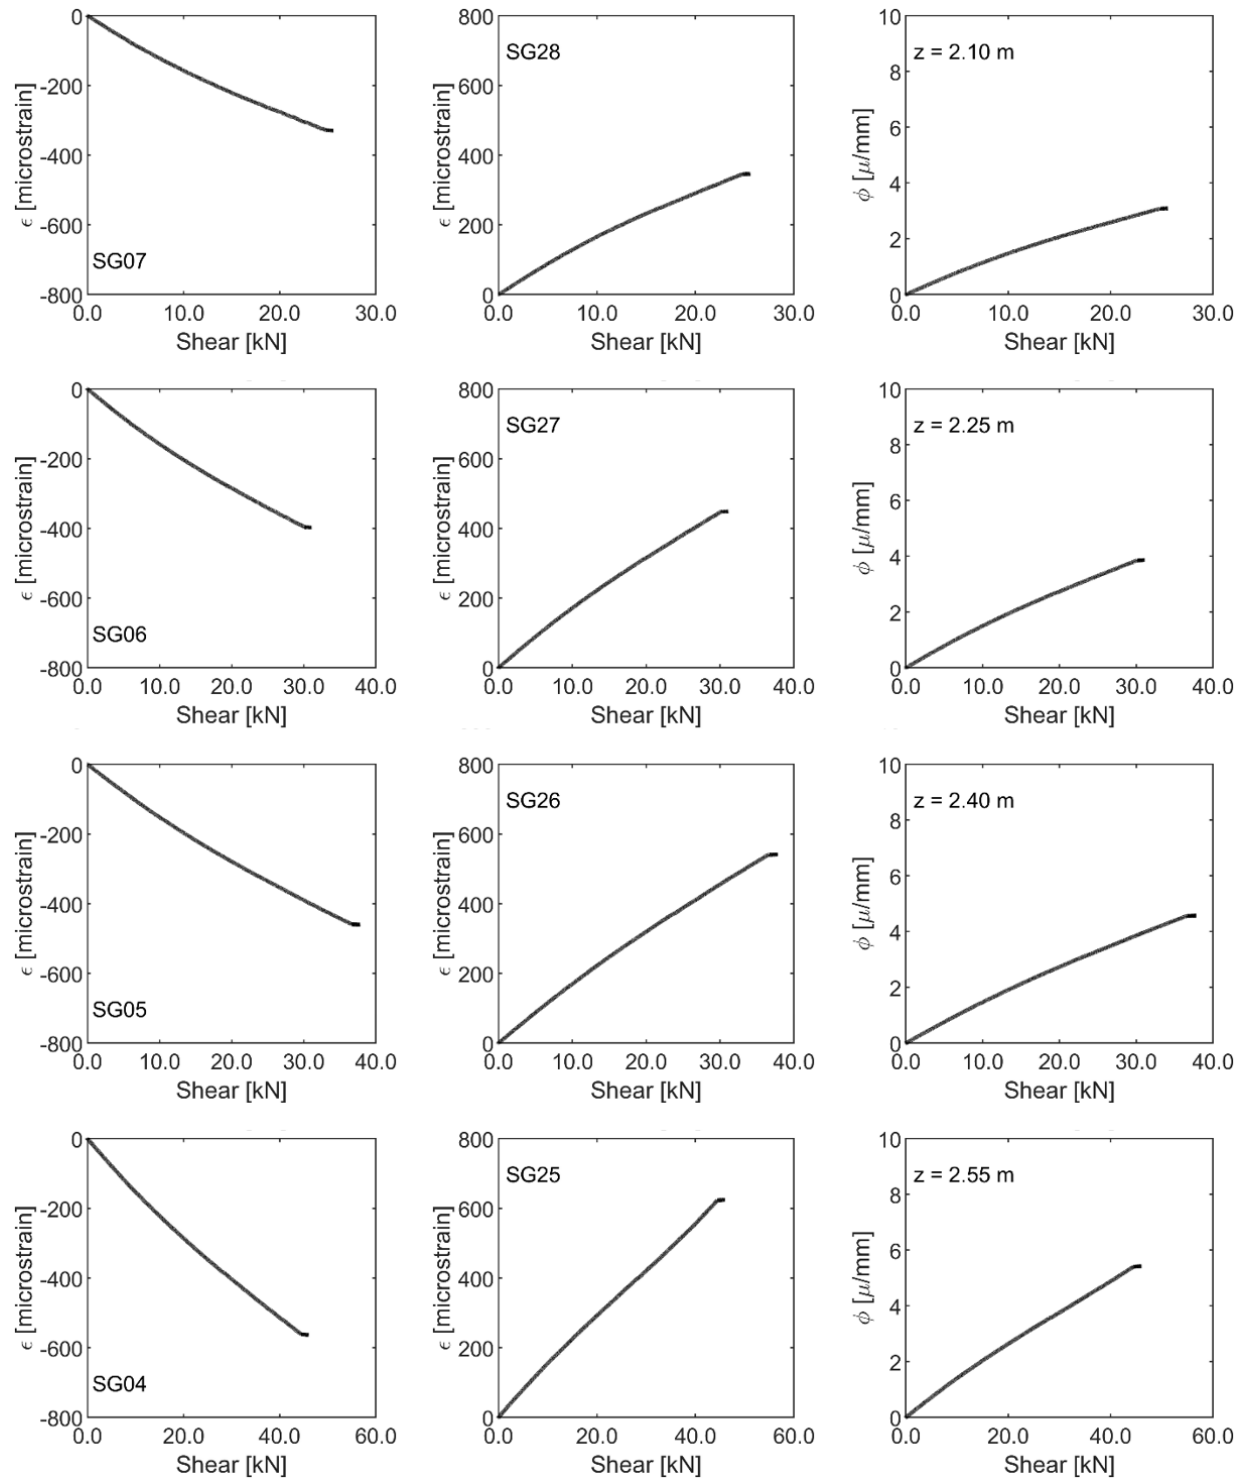 0
-200
-400
-600
-800
0.0 10.0 20.0 30.0
Shear [kN]
ϵ [microstrain]
SG07
800
600
400
200
0
0.0 10.0 20.0 30.0
Shear [kN]
ϵ [microstrain]
SG28
10
8
6
4
2
0
0.0 10.0 20.0 30.0
Shear [kN]
ϕ [μ/mm]
z = 2.10 m
0
-200
-400
-600
-800
0.0 10.0 20.0 30.0 40.0
Shear [kN]
ϵ [microstrain]
SG06
800
600
400
200
0
0.0 10.0 20.0 30.0 40.0
Shear [kN]
ϵ [microstrain]
SG27
10
8
6
4
2
0
0.0 10.0 20.0 30.0 40.0
Shear [kN]
ϕ [μ/mm]
z = 2.25 m
0
-200
-400
-600
-800
0.0 10.0 20.0 30.0 40.0
Shear [kN]
ϵ [microstrain]
SG05
800
600
400
200
0
0.0 10.0 20.0 30.0 40.0
Shear [kN]
ϵ [microstrain]
SG26
10
8
6
4
2
0
0.0 10.0 20.0 30.0 40.0
Shear [kN]
ϕ [μ/mm]
z = 2.40 m
0
-200
-400
-600
-800
0.0 20.0 40.0 60.0
Shear [kN]
ϵ [microstrain]
SG04
800
600
400
200
0
0.0 20.0 40.0 60.0
Shear [kN]
ϵ [microstrain]
SG25
10
8
6
4
2
0
0.0 20.0 40.0 60.0
Shear [kN]
ϕ [μ/mm]
z = 2.55 m